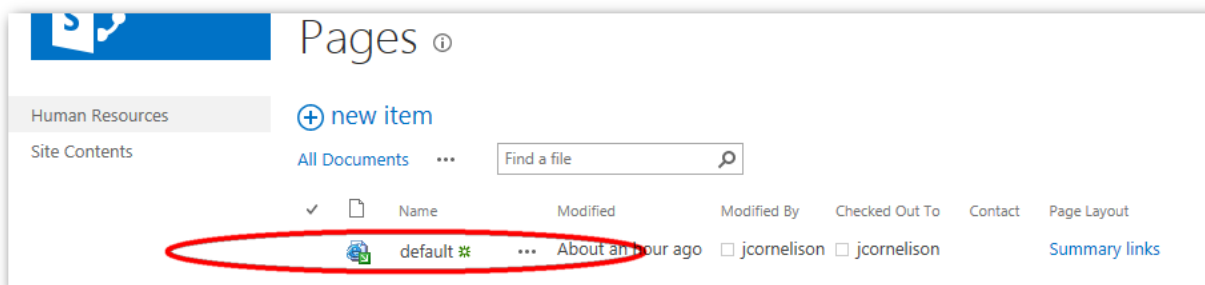 S
Pages
Human Resources
Site Contents
new item
All Documents ... Find a file
Name Modified Modified By Checked Out To Contact Page Layout
default ... About an hour ago jcornelison jcornelison Summary links